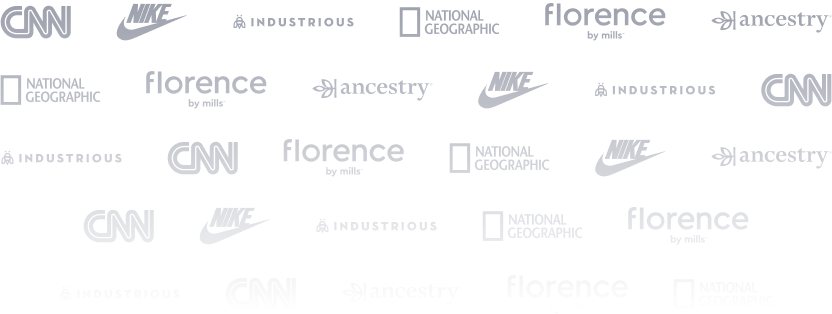 CNN NIKE INDUSTRIOUS NATIONAL GEOGRAPHIC florence by mills ancestry
NATIONAL GEOGRAPHIC florence by mills ancestry NIKE INDUSTRIOUS CNN
INDUSTRIOUS CNN florence by mills NATIONAL GEOGRAPHIC NIKE ancestry
CNN NIKE INDUSTRIOUS NATIONAL GEOGRAPHIC florence by mills
INDUSTRIOUS CNN ancestry florence NATIONAL